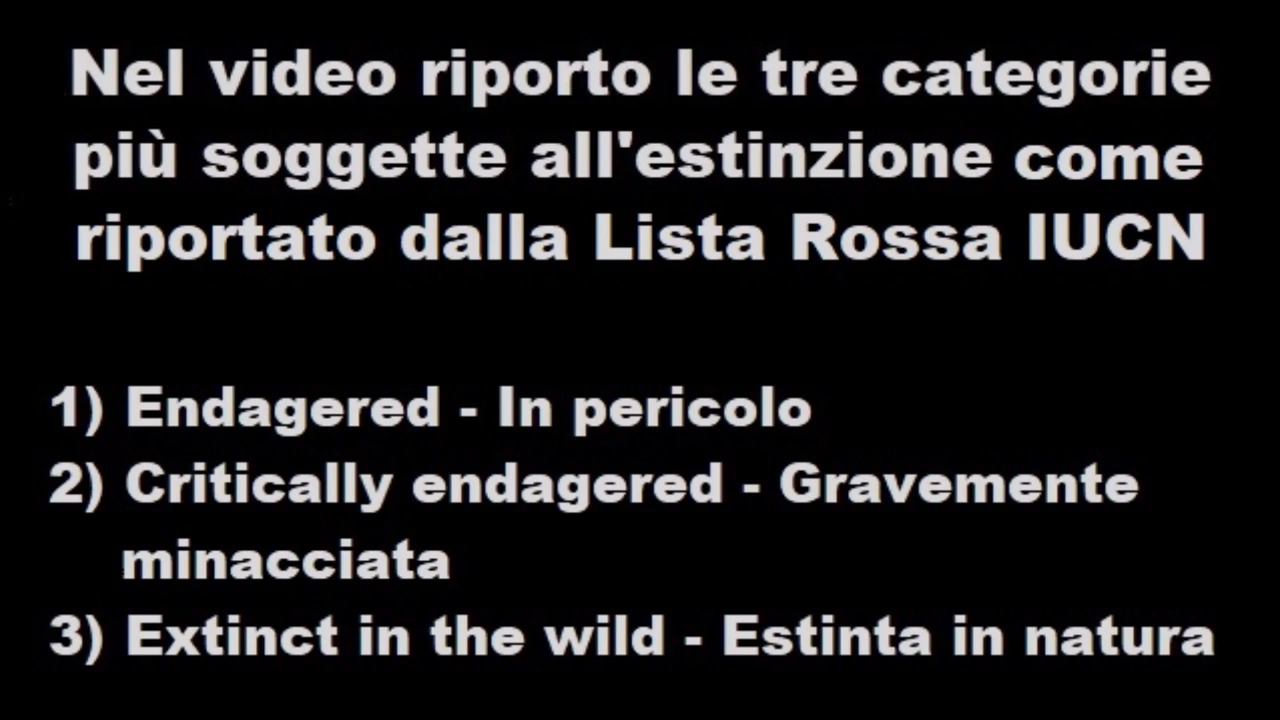 Nel video riporto le tre categorie
più soggette all'estinzione come
riportato dalla Lista Rossa IUCN
1) Endagered - In pericolo
2) Critically endagered - Gravemente
minacciata
3) Extinct in the wild - Estinta in natura